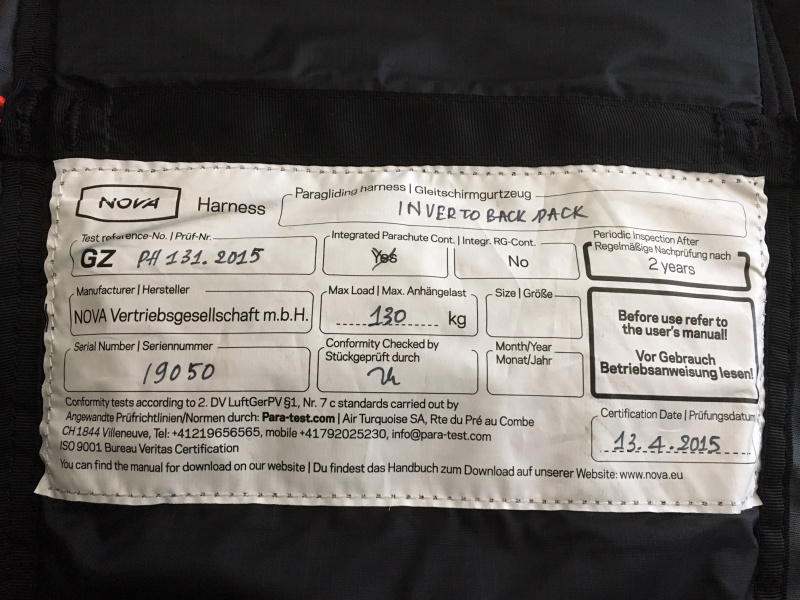 NOVA
Harness
Paragliding harness | Gleitschirmgurtzeug
INVERTO BACK PACK
Test reference-No. | Prüf-Nr.
GZ PH 131.2015
Integrated Parachute Cont. | Integr. RG-Cont.
Yes No
Periodic Inspection After
Regelmäßige Nachprüfung nach
2 years
Manufacturer | Hersteller
NOVA Vertriebsgesellschaft m.b.H.
Max Load | Max. Anhängelast
130 kg
Size | Größe
Before use refer to
the user's manual!
Vor Gebrauch
Betriebsanweisung lesen!
Serial Number | Seriennummer
19050
Conformity Checked by
Stückgeprüft durch
Month/Year
Monat/Jahr
Conformity tests according to 2. DV LuftGerPV §1, Nr. 7 c standards carried out by
Angewandte Prüfrichtlinien/Normen durch: Para-test.com | Air Turquoise SA, Rte du Pré au Combe
CH 1844 Villeneuve, Tel: +41219656565, mobile +41792025230, info@para-test.com
ISO 9001 Bureau Veritas Certification
Certification Date | Prüfungsdatum
13.4.2015
You can find the manual for download on our website | Du findest das Handbuch zum Download auf unserer Website: www.nova.eu